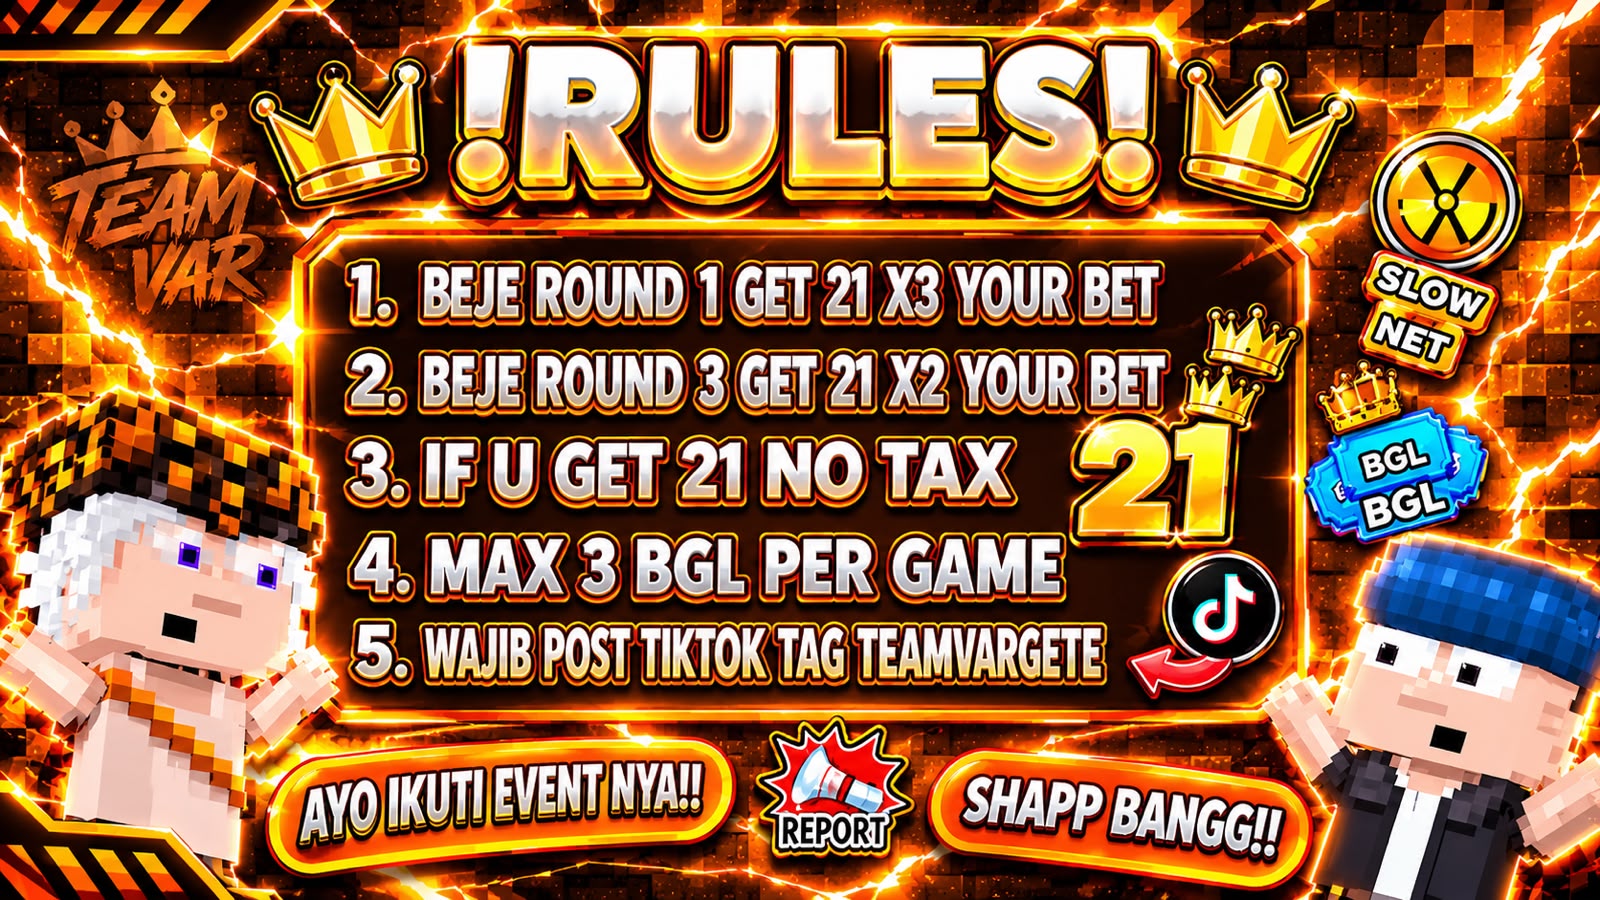 !RULES!
TEAM
VAR
1. BEJE ROUND 1 GET 21 X3 YOUR BET
2. BEJE ROUND 3 GET 21 X2 YOUR BET
3. IF U GET 21 NO TAX
4. MAX 3 BGL PER GAME
5. WAJIB POST TIKTOK TAG TEAMVARGETE
21
SLOW
NET
BGL
BGL
AYO IKUTI EVENT NYA!!
REPORT
SHAPP BANGG!!